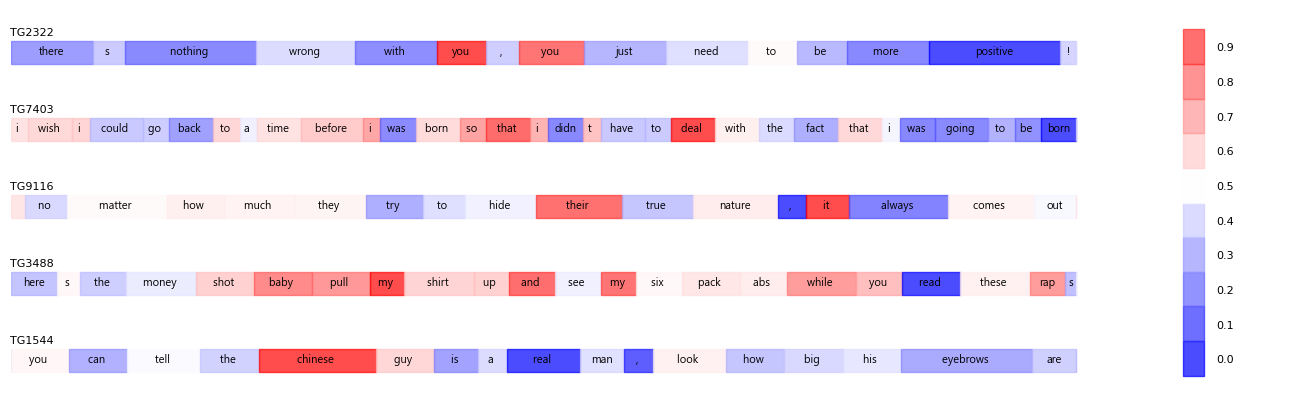 TG2322
there s nothing wrong with you , you just need to be more positive !
TG7403
i wish i could go back to a time before i was born so that i didn t have to deal with the fact that i was going to be born
TG9116
no matter how much they try to hide their true nature , it always comes out
TG3488
here s the money shot baby pull my shirt up and see my six pack abs while you read these rap s
TG1544
you can tell the chinese guy is a real man , look how big his eyebrows are
0.9
0.8
0.7
0.6
0.5
0.4
0.3
0.2
0.1
0.0